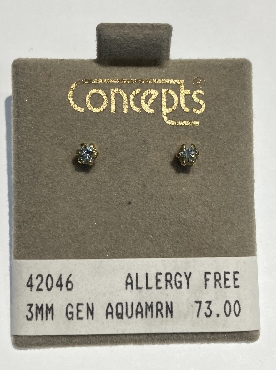 Concepts
42046 ALLERGY FREE
3MM GEN AQUAMRN 73.00